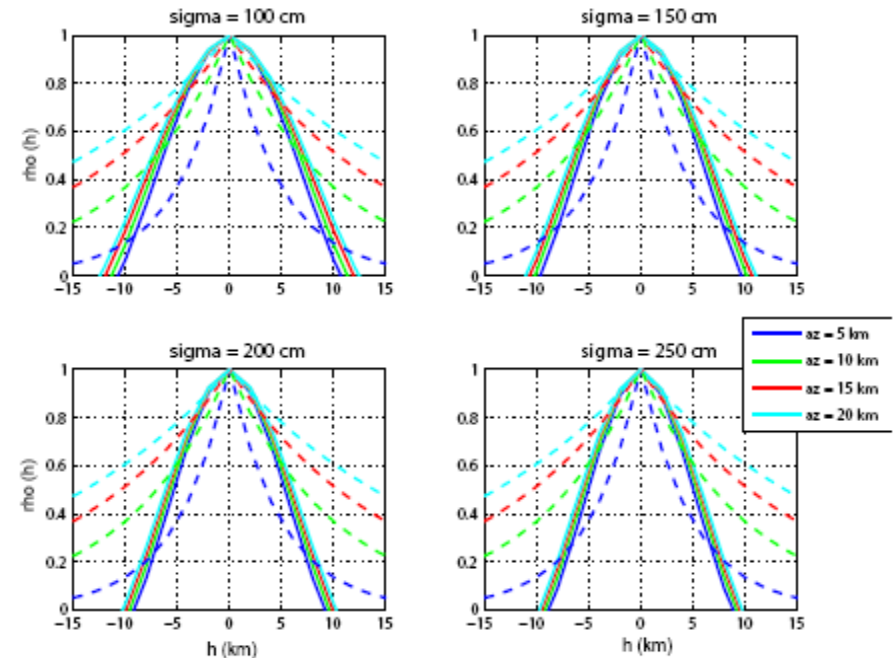 sigma = 100 cm
rho (h)
1
0.8
0.6
0.4
0.2
0
−15 −10 −5 0 5 10 15
sigma = 150 cm
1
0.8
0.6
0.4
0.2
0
−15 −10 −5 0 5 10 15
sigma = 200 cm
rho (h)
1
0.8
0.6
0.4
0.2
0
−15 −10 −5 0 5 10 15
h (km)
sigma = 250 cm
1
0.8
0.6
0.4
0.2
0
−15 −10 −5 0 5 10 15
h (km)
az = 5 km
az = 10 km
az = 15 km
az = 20 km